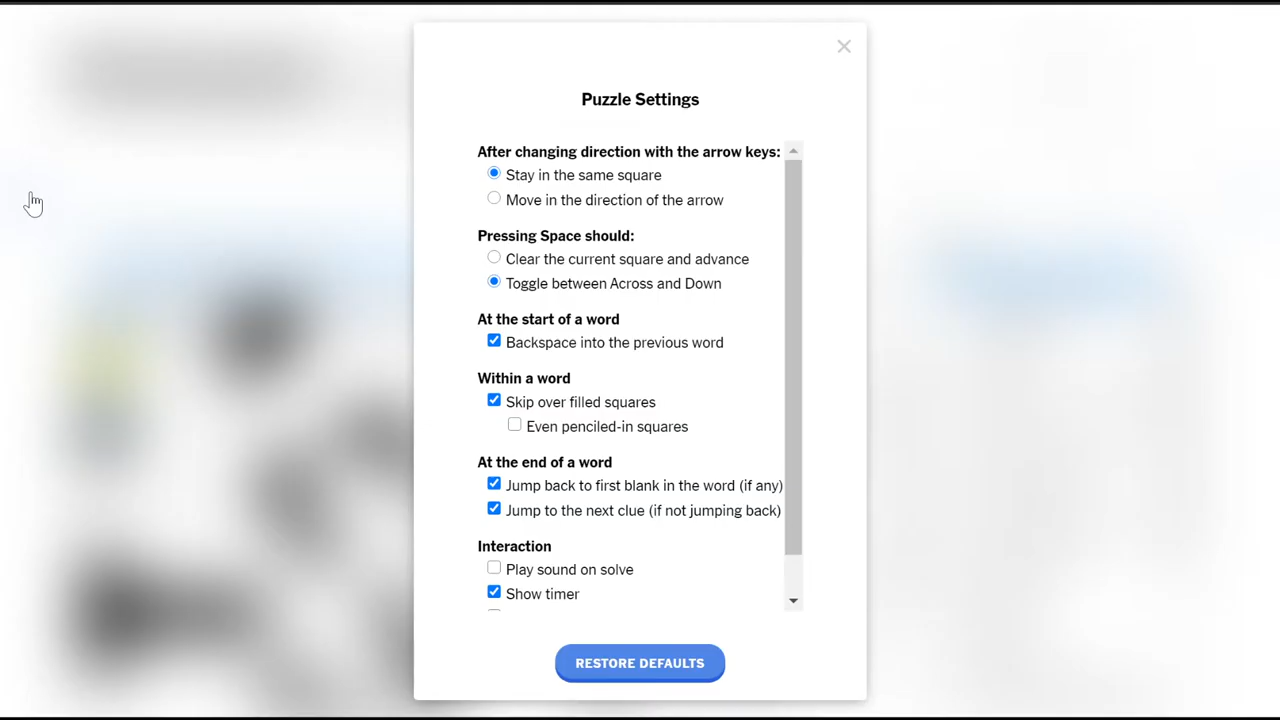 Puzzle Settings
After changing direction with the arrow keys:
Stay in the same square
Move in the direction of the arrow
Pressing Space should:
Clear the current square and advance
Toggle between Across and Down
At the start of a word
Backspace into the previous word
Within a word
Skip over filled squares
Even penciled-in squares
At the end of a word
Jump back to first blank in the word (if any)
Jump to the next clue (if not jumping back)
Interaction
Play sound on solve
Show timer
RESTORE DEFAULTS